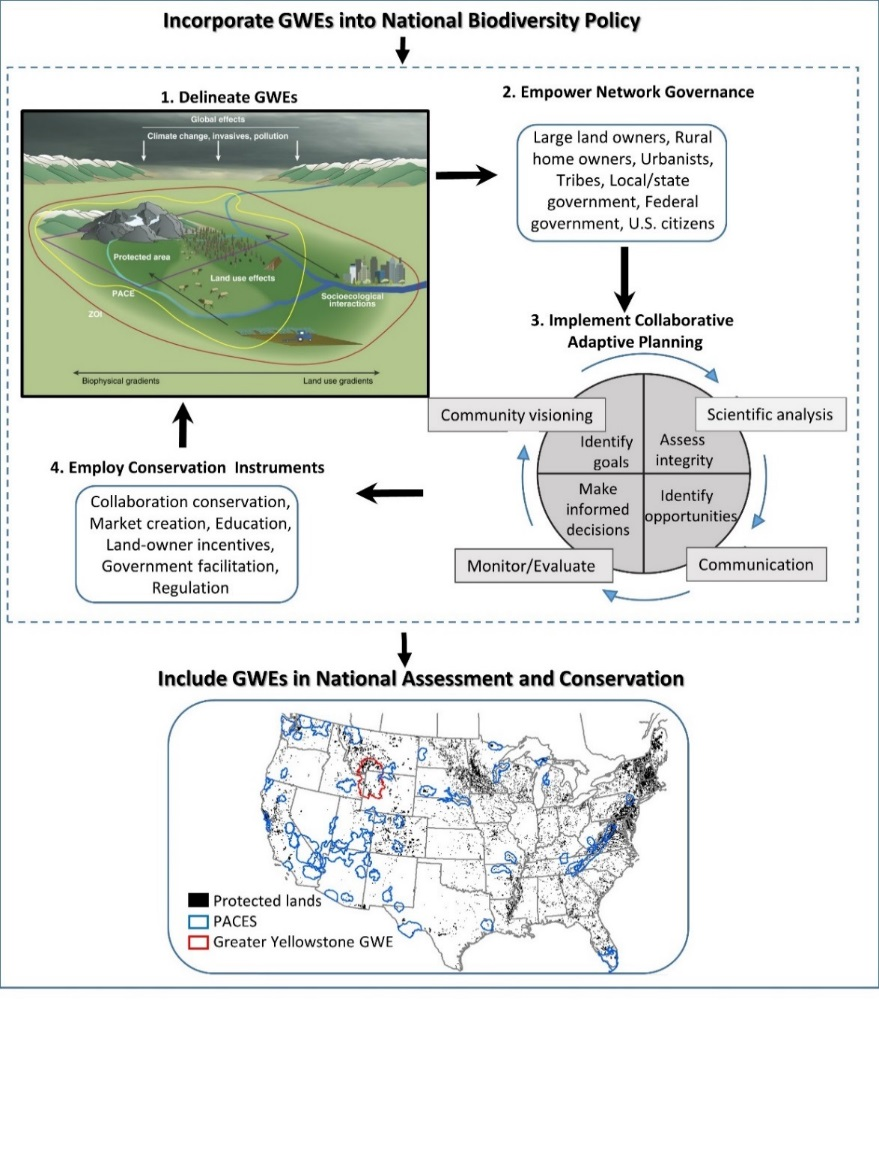 Incorporate GWEs into National Biodiversity Policy
1. Delineate GWEs
Global effects
Climate change, invasives, pollution
Protected area
Land use effects
PACE
Socioecological
interactions
ZOI
Biophysical gradients
Land use gradients
2. Empower Network Governance
Large land owners, Rural
home owners, Urbanists,
Tribes, Local/state
government, Federal
government, U.S. citizens
3. Implement Collaborative
Adaptive Planning
Community visioning
Scientific analysis
Identify
goals
Assess
integrity
Make
informed
decisions
Identify
opportunities
Monitor/Evaluate
Communication
4. Employ Conservation Instruments
Collaboration conservation,
Market creation, Education,
Land-owner incentives,
Government facilitation,
Regulation
Include GWEs in National Assessment and Conservation
Protected lands
PACES
Greater Yellowstone GWE